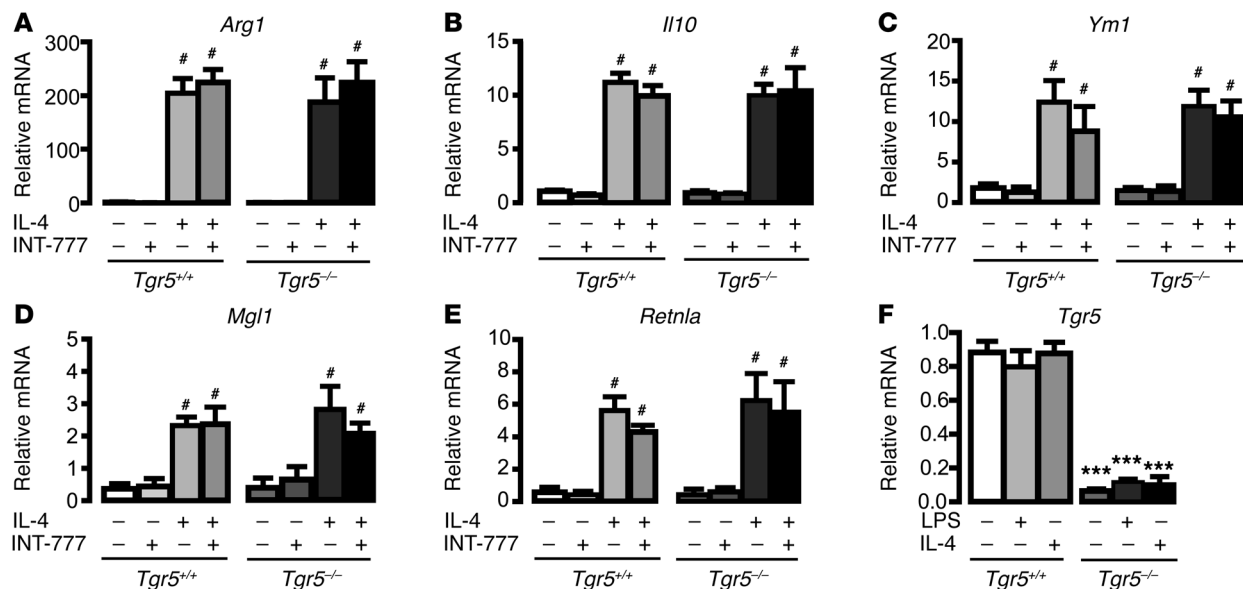 A Arg1
Relative mRNA
300
200
100
0
# # # #
IL-4 – – + + – – + +
INT-777 – + – + – + – +
Tgr5+/+ Tgr5–/–
B Il10
Relative mRNA
15
10
5
0
# # # #
IL-4 – – + + – – + +
INT-777 – + – + – + – +
Tgr5+/+ Tgr5–/–
C Ym1
Relative mRNA
20
15
10
5
0
# # # #
IL-4 – – + + – – + +
INT-777 – + – + – + – +
Tgr5+/+ Tgr5–/–
D Mgl1
Relative mRNA
5
4
3
2
1
0
# # # #
IL-4 – – + + – – + +
INT-777 – + – + – + – +
Tgr5+/+ Tgr5–/–
E Retnla
Relative mRNA
10
8
6
4
2
0
# # # #
IL-4 – – + + – – + +
INT-777 – + – + – + – +
Tgr5+/+ Tgr5–/–
F Tgr5
Relative mRNA
1.0
0.8
0.6
0.4
0.2
0.0
*** *** ***
LPS – + – – + –
IL-4 – – + – – +
Tgr5+/+ Tgr5–/–